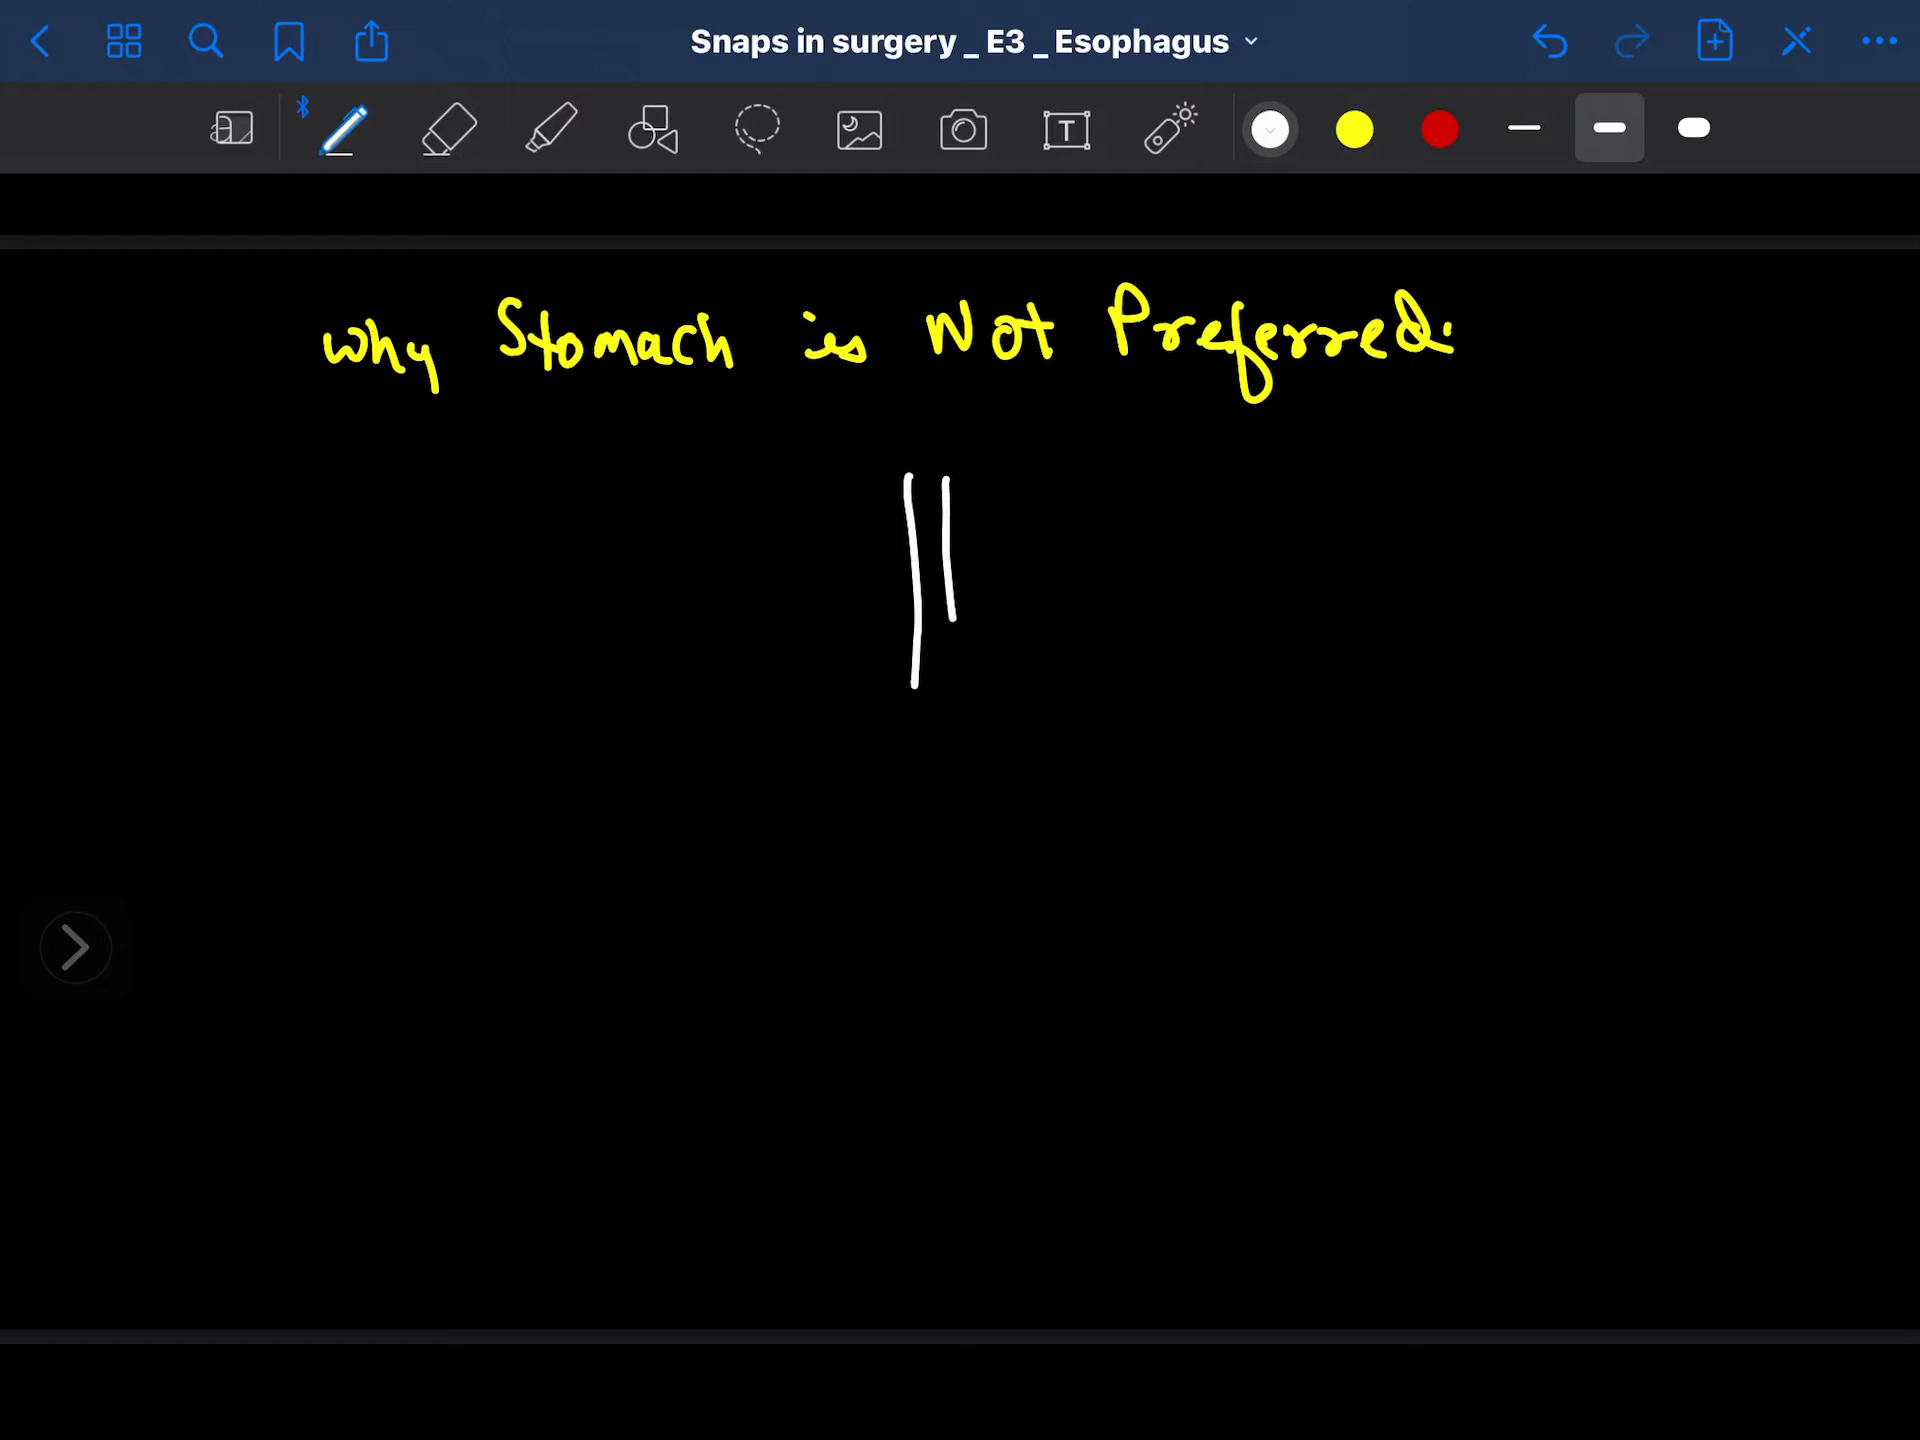 Snaps in surgery _ E3 _ Esophagus
T
why Stomach is Not Preferred.